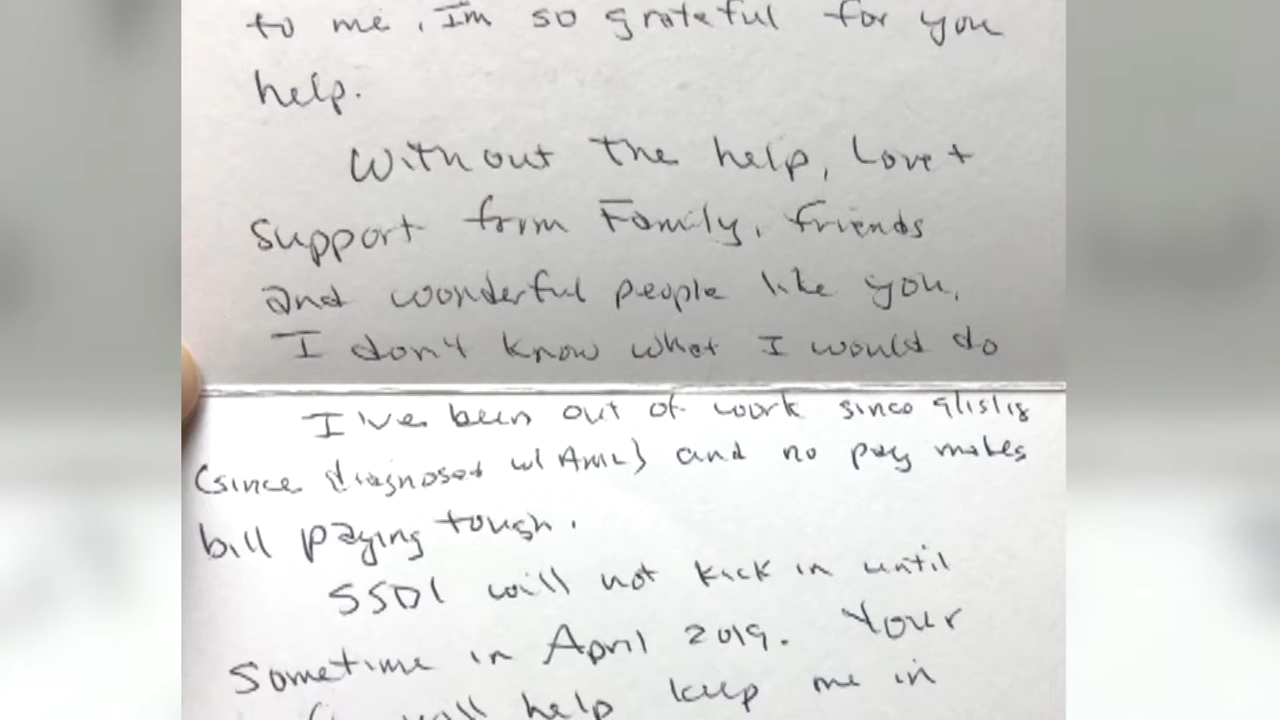 to me. I'm so grateful for you
help.
Without the help, Love +
Support from Family, friends
and wonderful people like you,
I don't know what I would do
I've been out of work since 9/15/18
(since diagnosed w/ AML) and no pay makes
bill paying tough.
SSDI will not kick in until
Sometime in April 2019. Your
will help keep me in